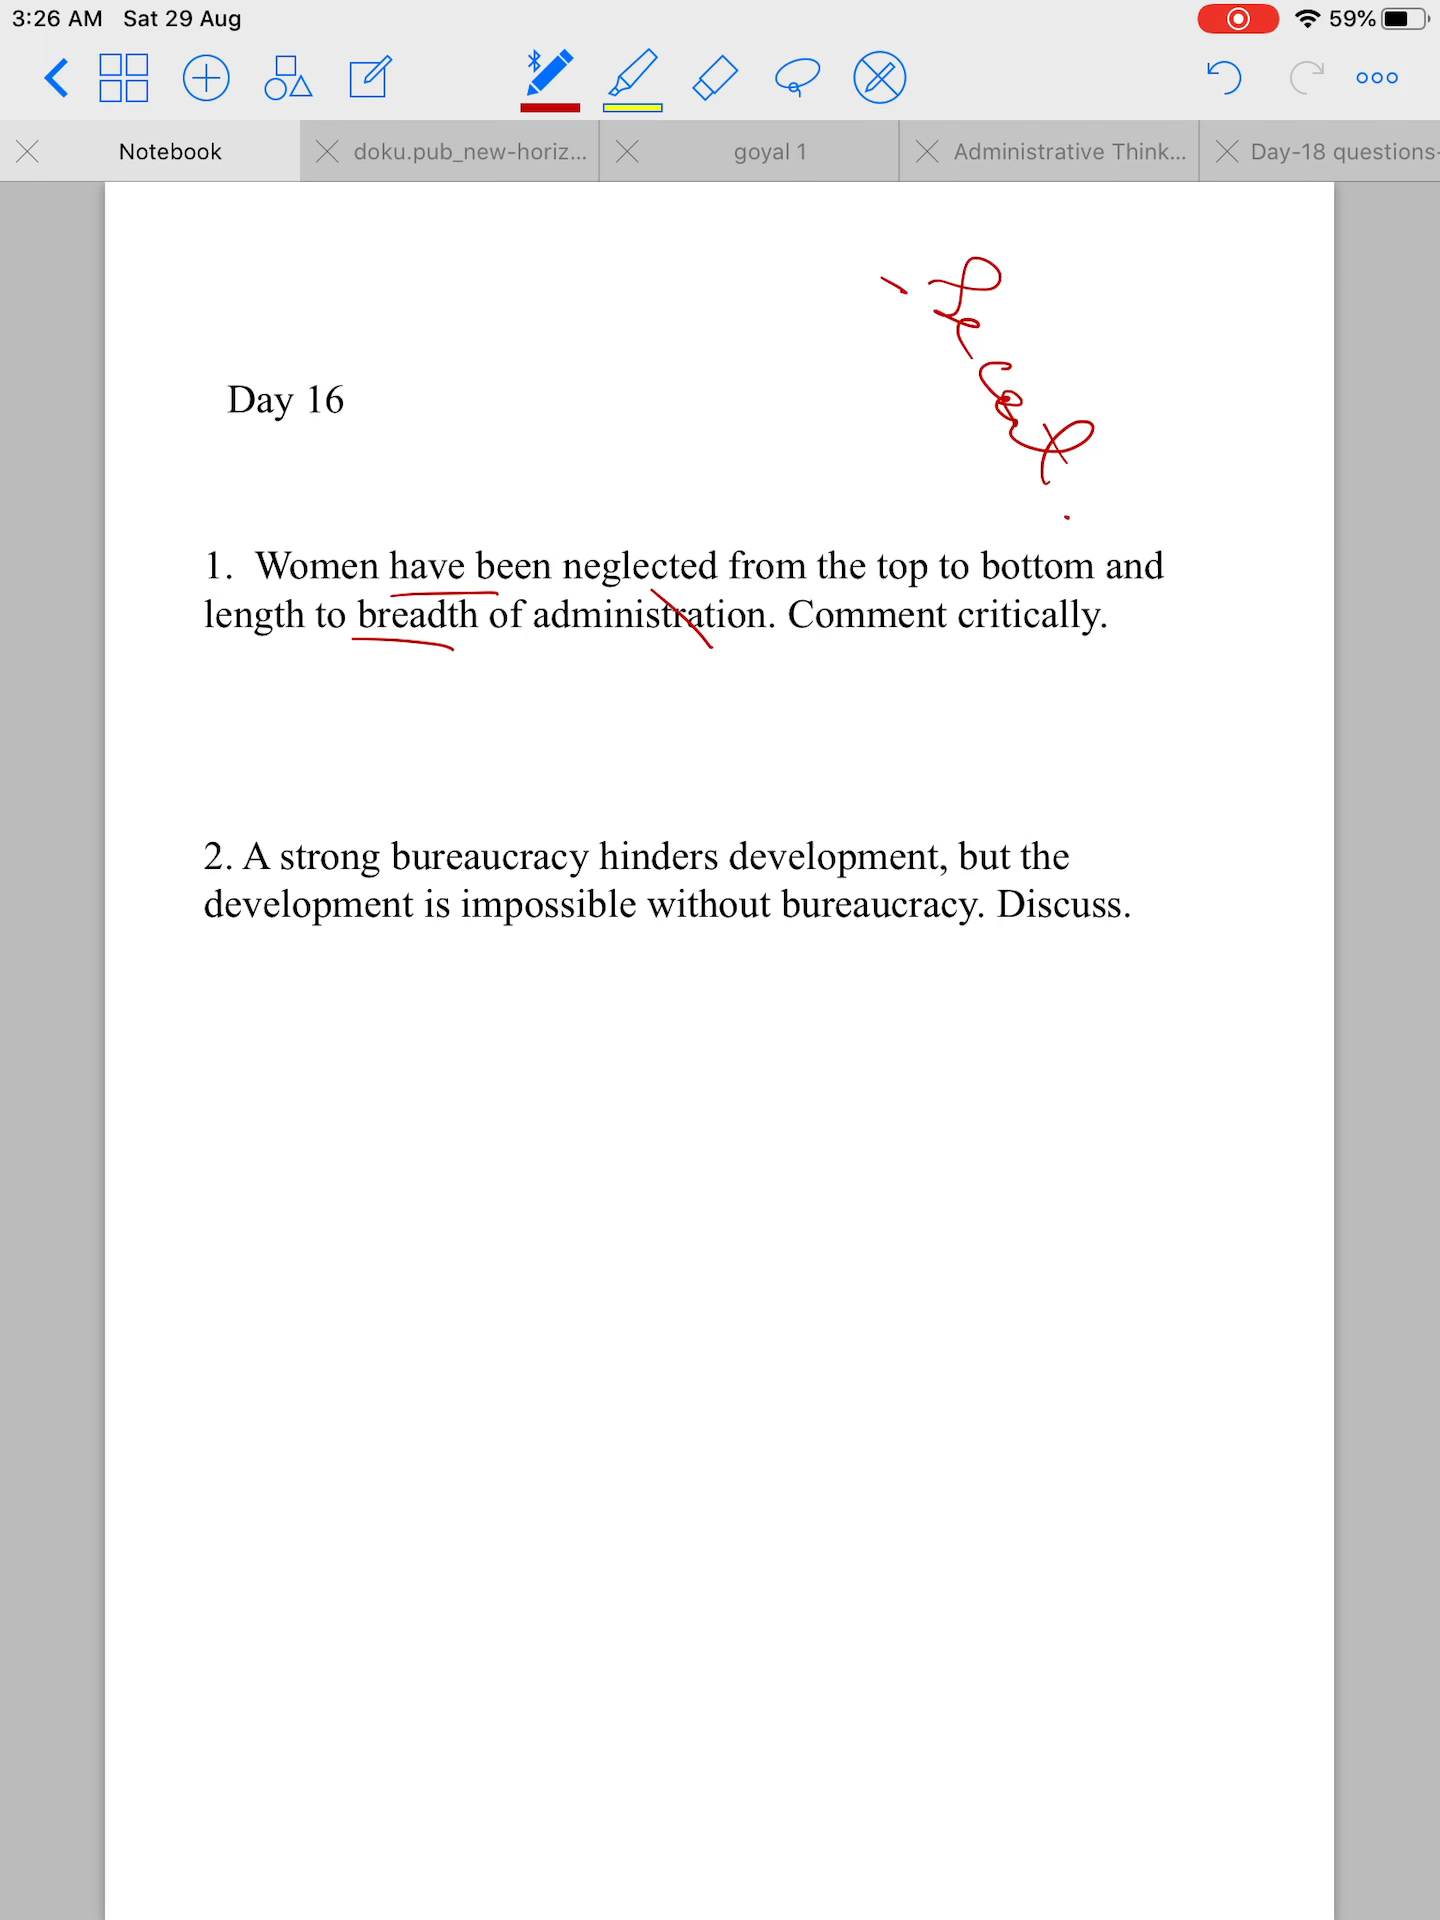 3:26 AM Sat 29 Aug 59%
Notebook doku.pub_new-horiz... goyal 1 Administrative Think... Day-18 questions-
Day 16
1. Women have been neglected from the top to bottom and
length to breadth of administration. Comment critically.
2. A strong bureaucracy hinders development, but the
development is impossible without bureaucracy. Discuss.